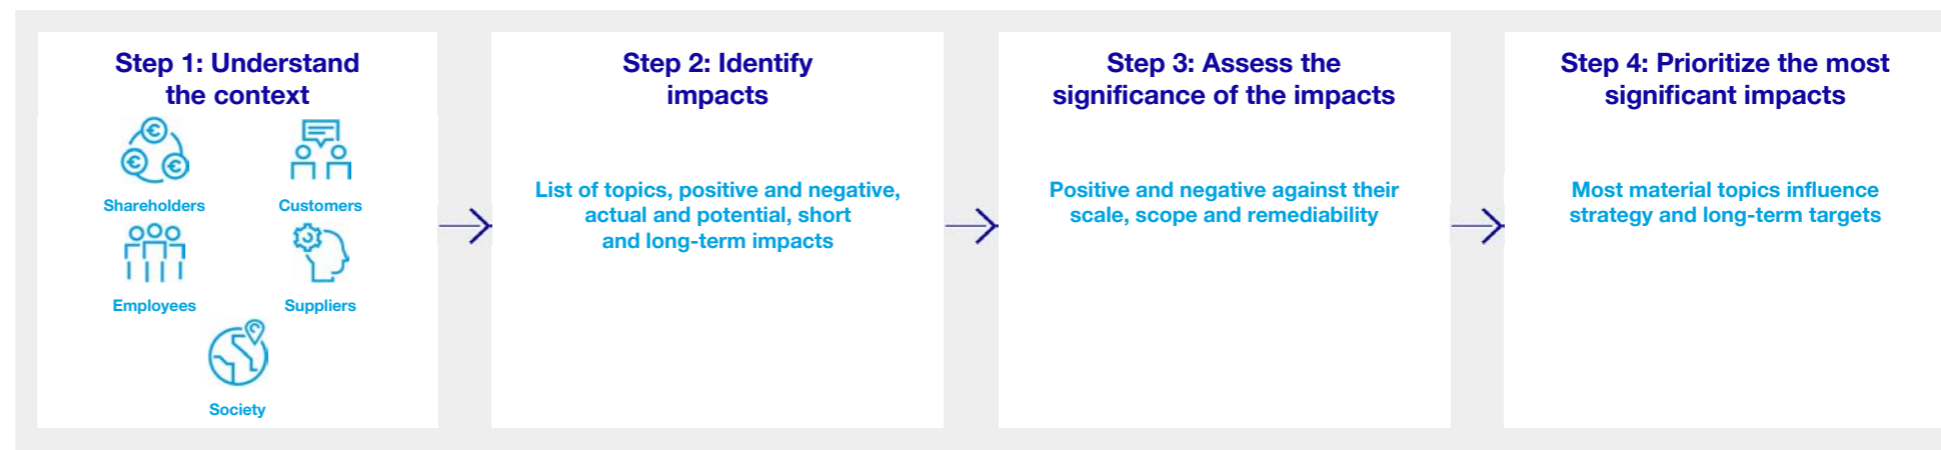 Step 1: Understand
the context
Shareholders
Customers
Employees
Suppliers
Society
Step 2: Identify
impacts
List of topics, positive and negative,
actual and potential, short
and long-term impacts
Step 3: Assess the
significance of the impacts
Positive and negative against their
scale, scope and remediability
Step 4: Prioritize the most
significant impacts
Most material topics influence
strategy and long-term targets